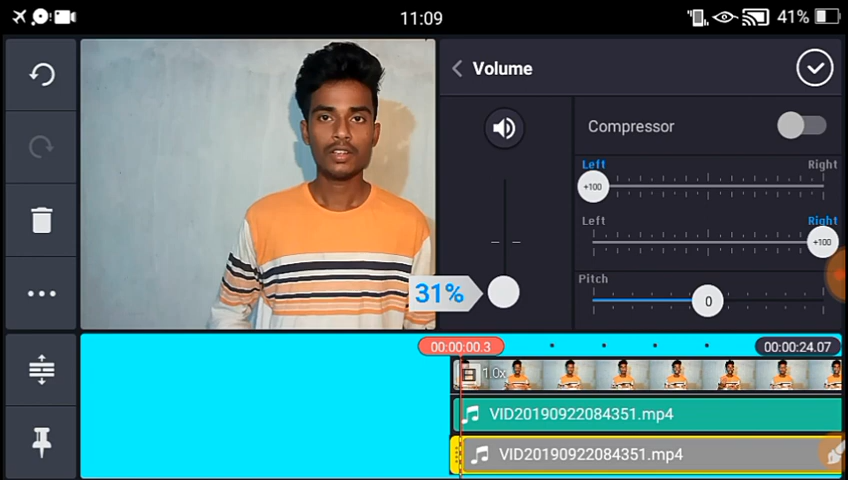 11:09
41%
Volume
Compressor
Left
Right
+100
Left
Right
+100
31%
Pitch
0
00:00:00.3
00:00:24.07
1.0x
VID20190922084351.mp4
VID20190922084351.mp4